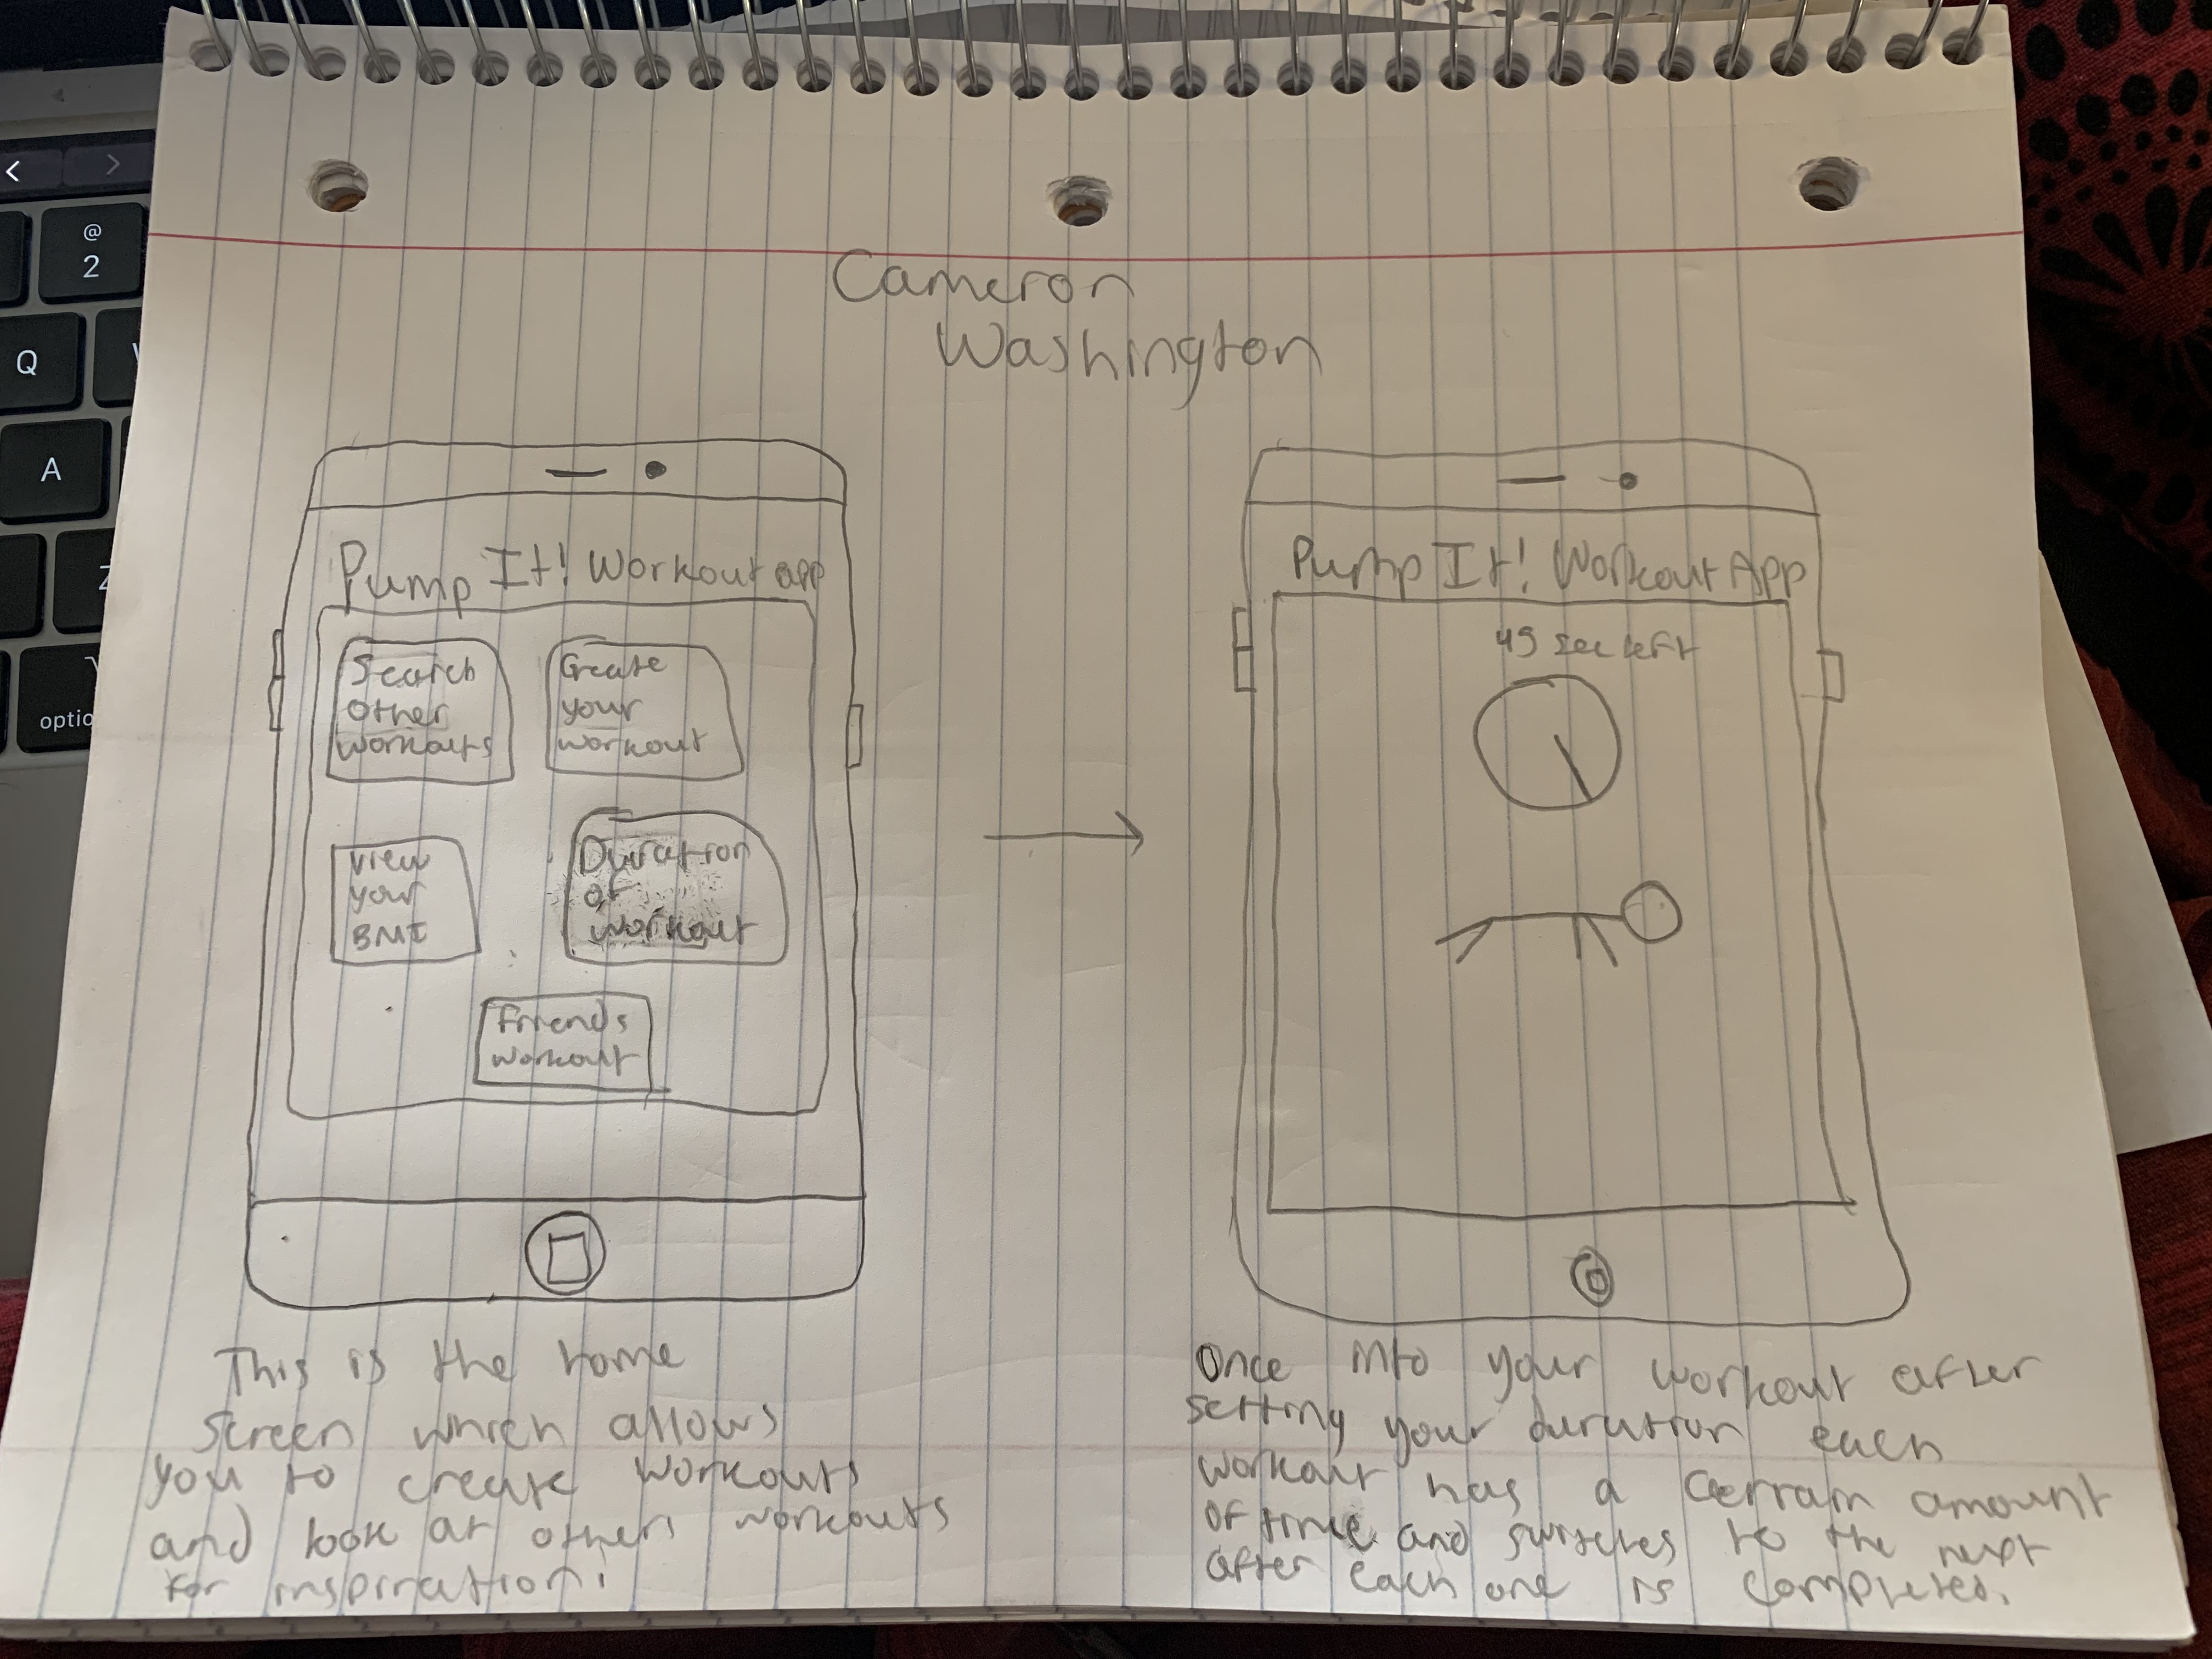 @
2
Q
A
Z
optio
Cameron
Washington
Pump It! Workout app
Search
Other
workouts
Create
your
workout
View
your
BMI
Duration
of
workout
Friends
workout
This is the home
screen which allows
you to create workouts
and look at others workouts
for inspiration.
Pump It! Workout App
45 sec left
Once into your workout after
setting your duration each
workout has a certain amount
of time and switches to the next
after each one is completed.